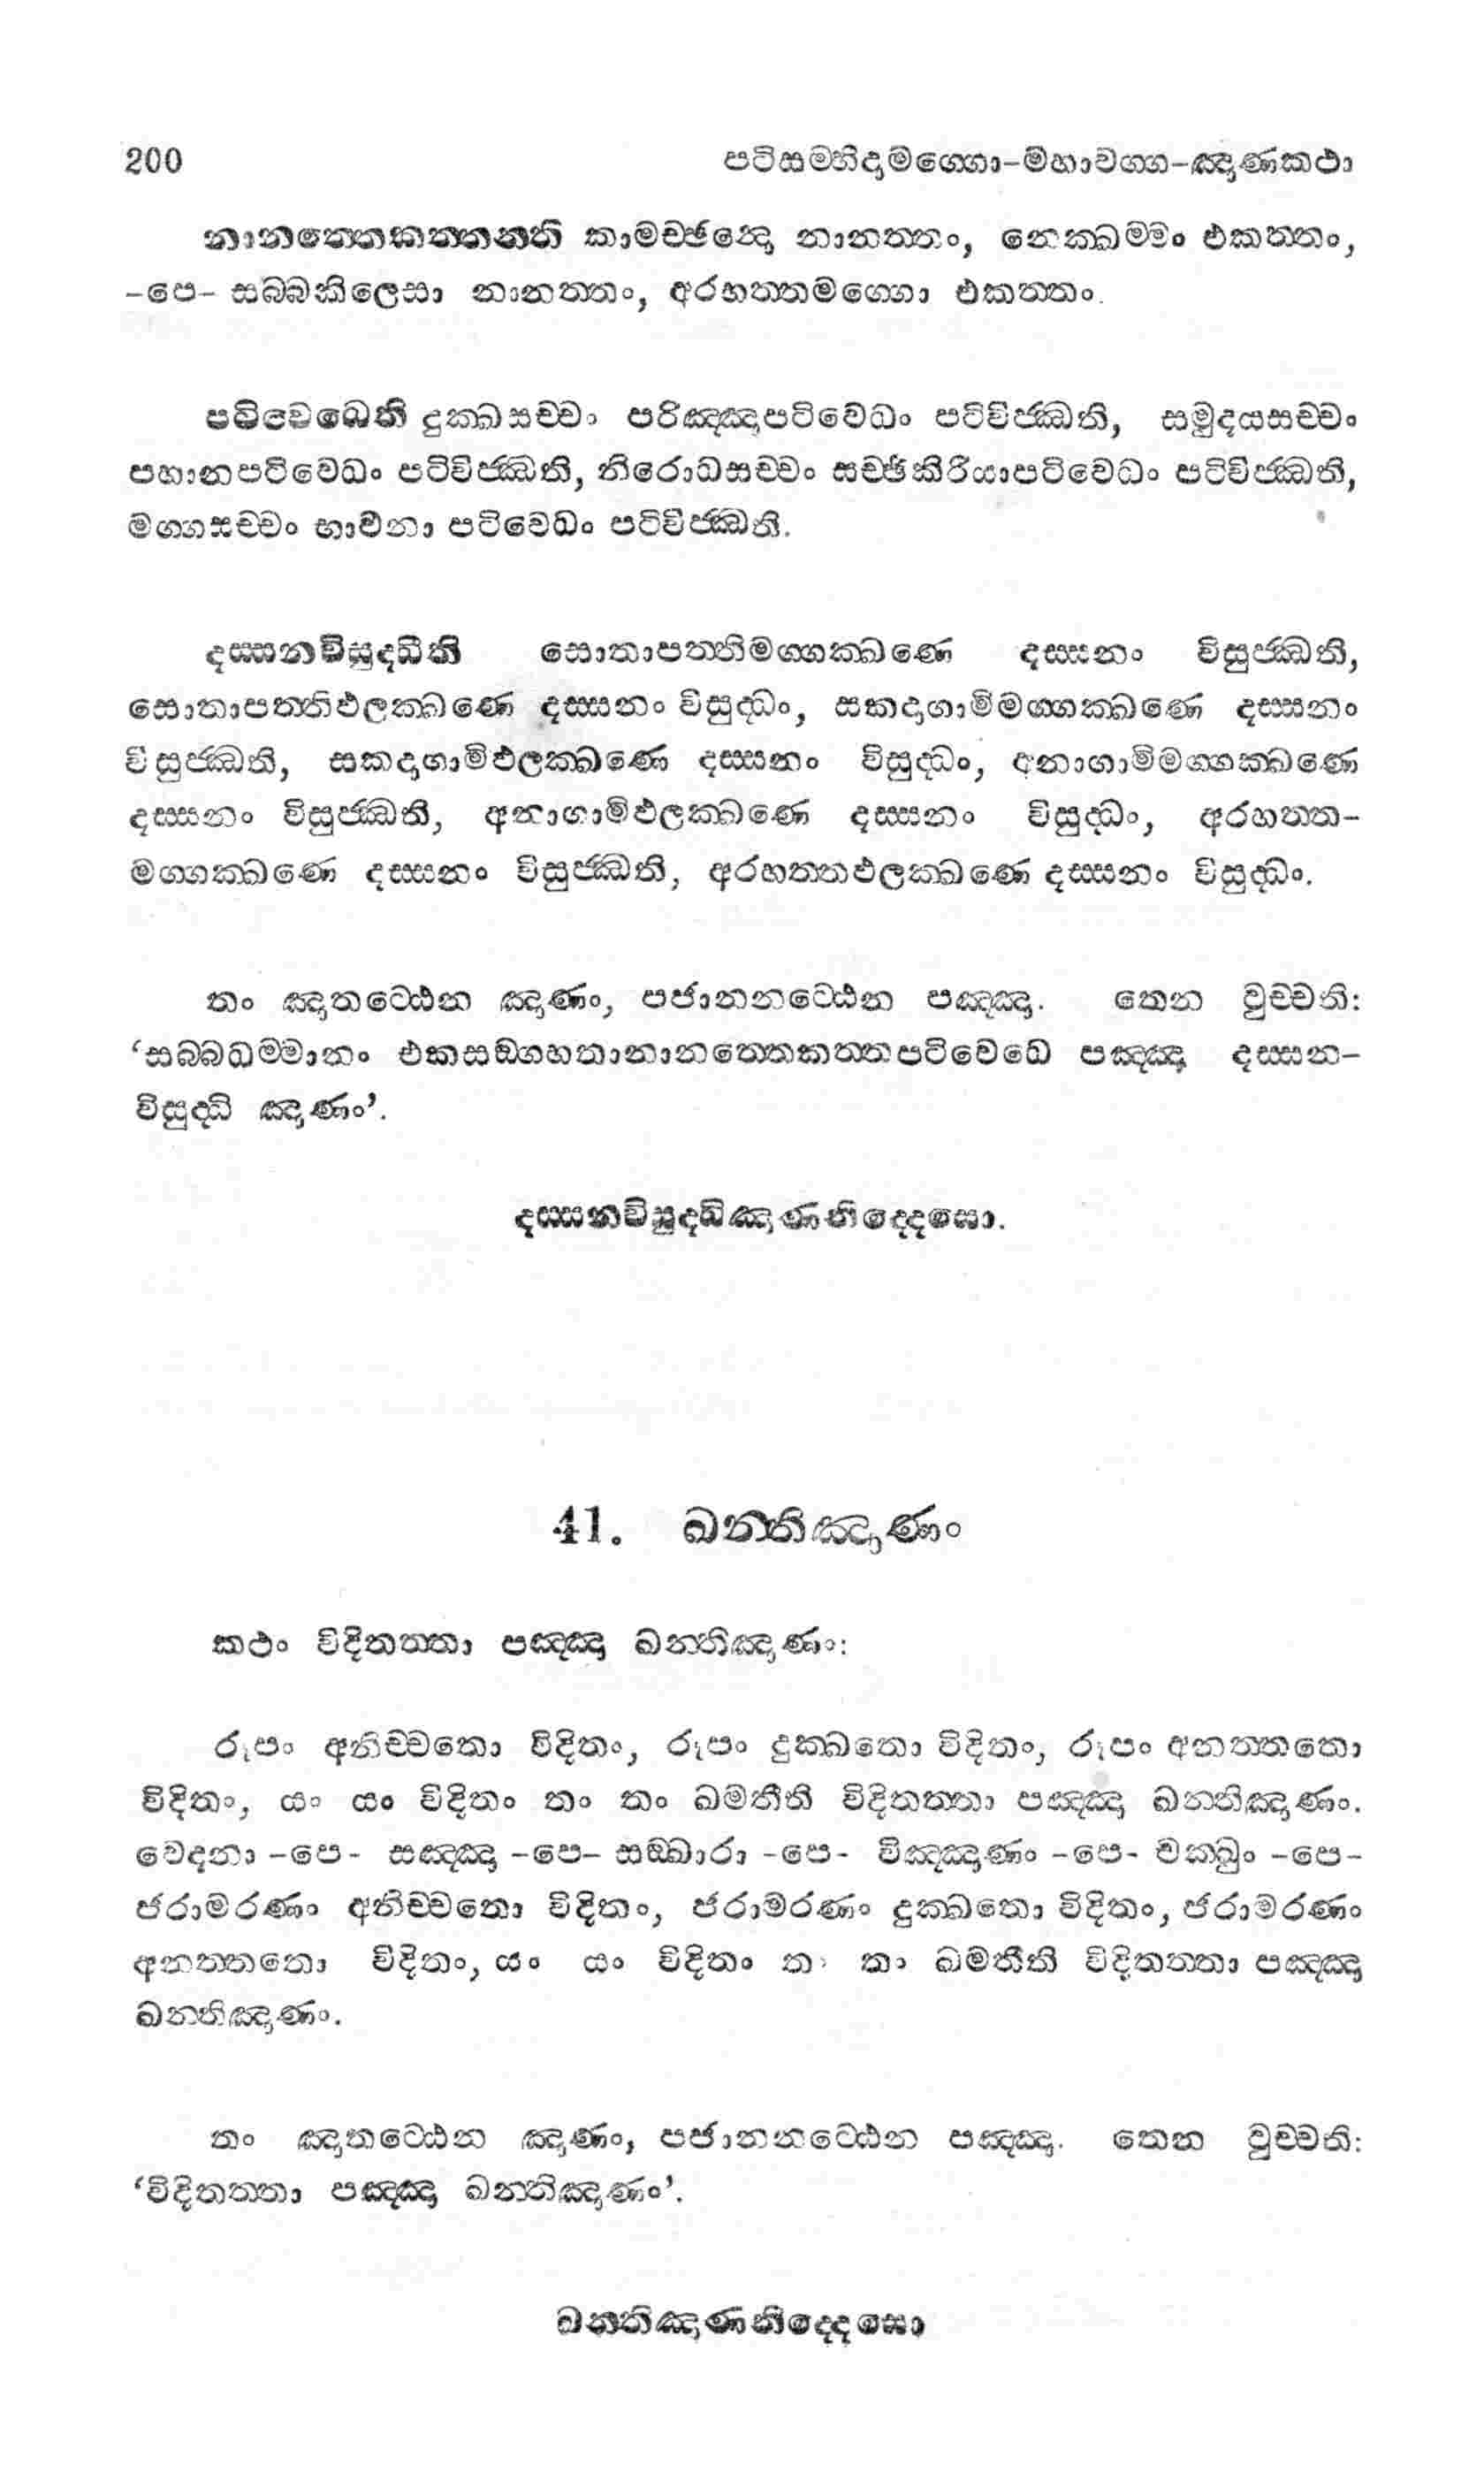 200 පටිසම්භිදාමග්ගො-මහාවග්ග-ඤාණකථා
නානත්තෙකත්තන්ති කාමච්ඡන්දො නානත්තං, නෙක්ඛම්මං එකත්තං,
-පෙ- සබ්බකිලෙසා නානත්තං, අරහත්තමග්ගො එකත්තං.
පටිවෙධෙති දුක්ඛසච්චං පරිඤ්ඤාපටිවෙධං පටිවිජ්ඣති, සමුදයසච්චං
පහානපටිවෙධං පටිවිජ්ඣති, නිරොධසච්චං සච්ඡිකිරියාපටිවෙධං පටිවිජ්ඣති,
මග්ගසච්චං භාවනා පටිවෙධං පටිවිජ්ඣති.
දස්සනවිසුද්ධීති සොතාපත්තිමග්ගක්ඛණෙ දස්සනං විසුජ්ඣති,
සොතාපත්තිඵලක්ඛණෙ දස්සනං විසුද්ධං, සකදාගාමිමග්ගක්ඛණෙ දස්සනං
විසුජ්ඣති, සකදාගාමිඵලක්ඛණෙ දස්සනං විසුද්ධං, අනාගාමිමග්ගක්ඛණෙ
දස්සනං විසුජ්ඣති, අනාගාමිඵලක්ඛණෙ දස්සනං විසුද්ධං, අරහත්ත-
මග්ගක්ඛණෙ දස්සනං විසුජ්ඣති, අරහත්තඵලක්ඛණෙ දස්සනං විසුද්ධං.
තං ඤාතට්ඨෙන ඤාණං, පජානනට්ඨෙන පඤ්ඤා. තෙන වුච්චති:
‘සබ්බධම්මානං එකසඞ්ගහතානානත්තෙකත්තපටිවෙධෙ පඤ්ඤා දස්සන-
විසුද්ධි ඤාණං’.
දස්සනවිසුද්ධිඤාණනිද්දෙසො.
41. ඛන්තිඤාණං
කථං විදිතත්තා පඤ්ඤා ඛන්තිඤාණං:
රූපං අනිච්චතො විදිතං, රූපං දුක්ඛතො විදිතං, රූපං අනත්තතො
විදිතං, යං යං විදිතං තං තං ඛමතීති විදිතත්තා පඤ්ඤා ඛන්තිඤාණං.
වෙදනා -පෙ- සඤ්ඤා -පෙ- සඞ්ඛාරා -පෙ- විඤ්ඤාණං -පෙ- චක්ඛුං -පෙ-
ජරාමරණං අනිච්චතො විදිතං, ජරාමරණං දුක්ඛතො විදිතං, ජරාමරණං
අනත්තතො විදිතං, යං යං විදිතං තං තං ඛමතීති විදිතත්තා පඤ්ඤා
ඛන්තිඤාණං.
තං ඤාතට්ඨෙන ඤාණං, පජානනට්ඨෙන පඤ්ඤා. තෙන වුච්චති:
‘විදිතත්තා පඤ්ඤා ඛන්තිඤාණං’.
ඛන්තිඤාණනිද්දෙසො